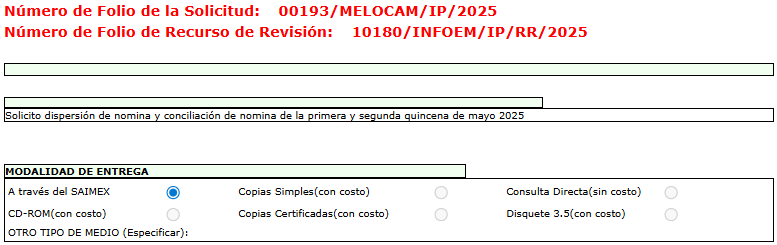 Número de Folio de la Solicitud: 00193/MELOCAM/IP/2025
Número de Folio de Recurso de Revisión: 10180/INFOEM/IP/RR/2025
Solicito dispersión de nomina y conciliación de nomina de la primera y segunda quincena de mayo 2025
MODALIDAD DE ENTREGA
A través del SAIMEX Copias Simples(con costo) Consulta Directa(sin costo)
CD-ROM(con costo) Copias Certificadas(con costo) Disquete 3.5(con costo)
OTRO TIPO DE MEDIO (Especificar):